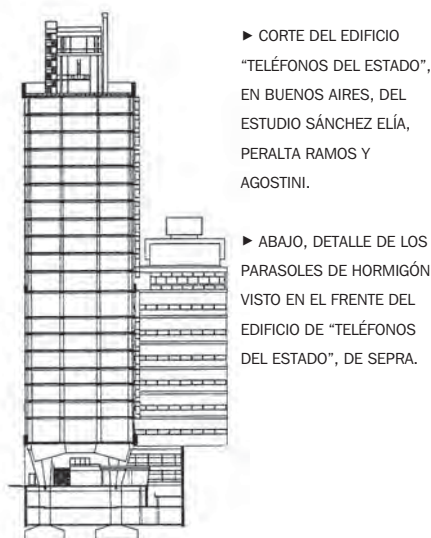 ► CORTE DEL EDIFICIO
“TELÉFONOS DEL ESTADO”,
EN BUENOS AIRES, DEL
ESTUDIO SÁNCHEZ ELÍA,
PERALTA RAMOS Y
AGOSTINI.
► ABAJO, DETALLE DE LOS
PARASOLES DE HORMIGÓN
VISTO EN EL FRENTE DEL
EDIFICIO DE “TELÉFONOS
DEL ESTADO”, DE SEPRA.